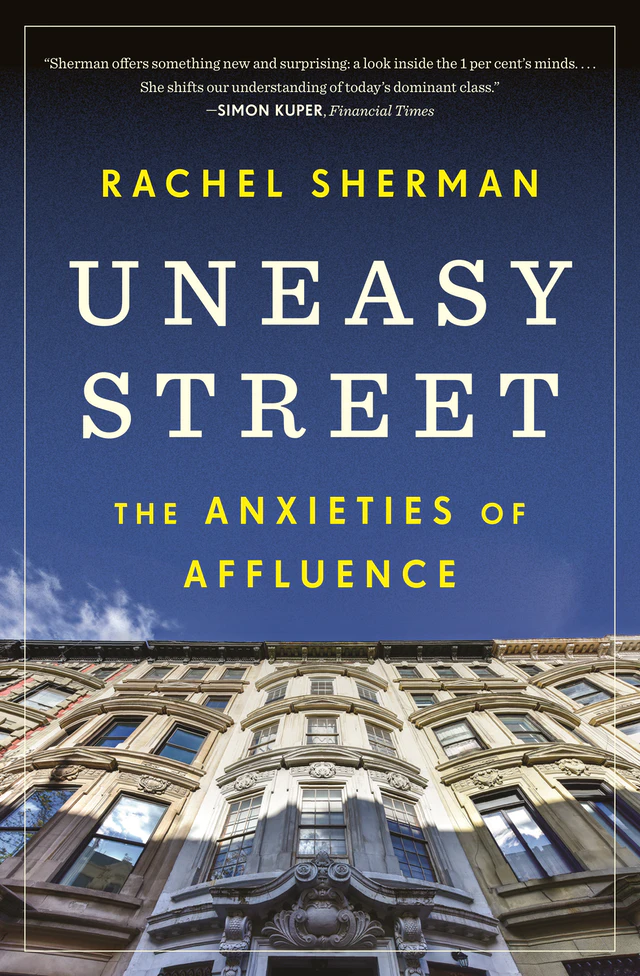 “Sherman offers something new and surprising: a look inside the 1 per cent’s minds. . . .
She shifts our understanding of today’s dominant class.”
—SIMON KUPER, Financial Times
RACHEL SHERMAN
UNEASY
STREET
THE ANXIETIES OF
AFFLUENCE